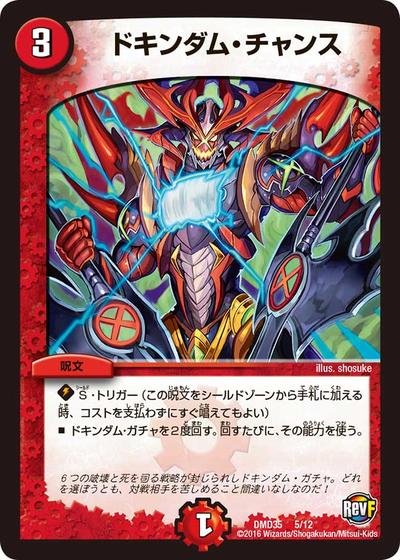 3
ドキンダム・チャンス
呪文
illus. shosuke
S・トリガー(この呪文をシールドゾーンから手札に加える
時、コストを支払わずにすぐ唱えてもよい)
■ ドキンダム・ガチャを2度回す。回すたびに、その能力を使う。
6つの破壊と死を司る戦略が封じられしドキンダム・ガチャ。どれ
を選ぼうとも、対戦相手を苦しめること間違いなしなのだ!
1
DMD35 5/12
©2016 Wizards/Shogakukan/Mitsui-Kids
RevF